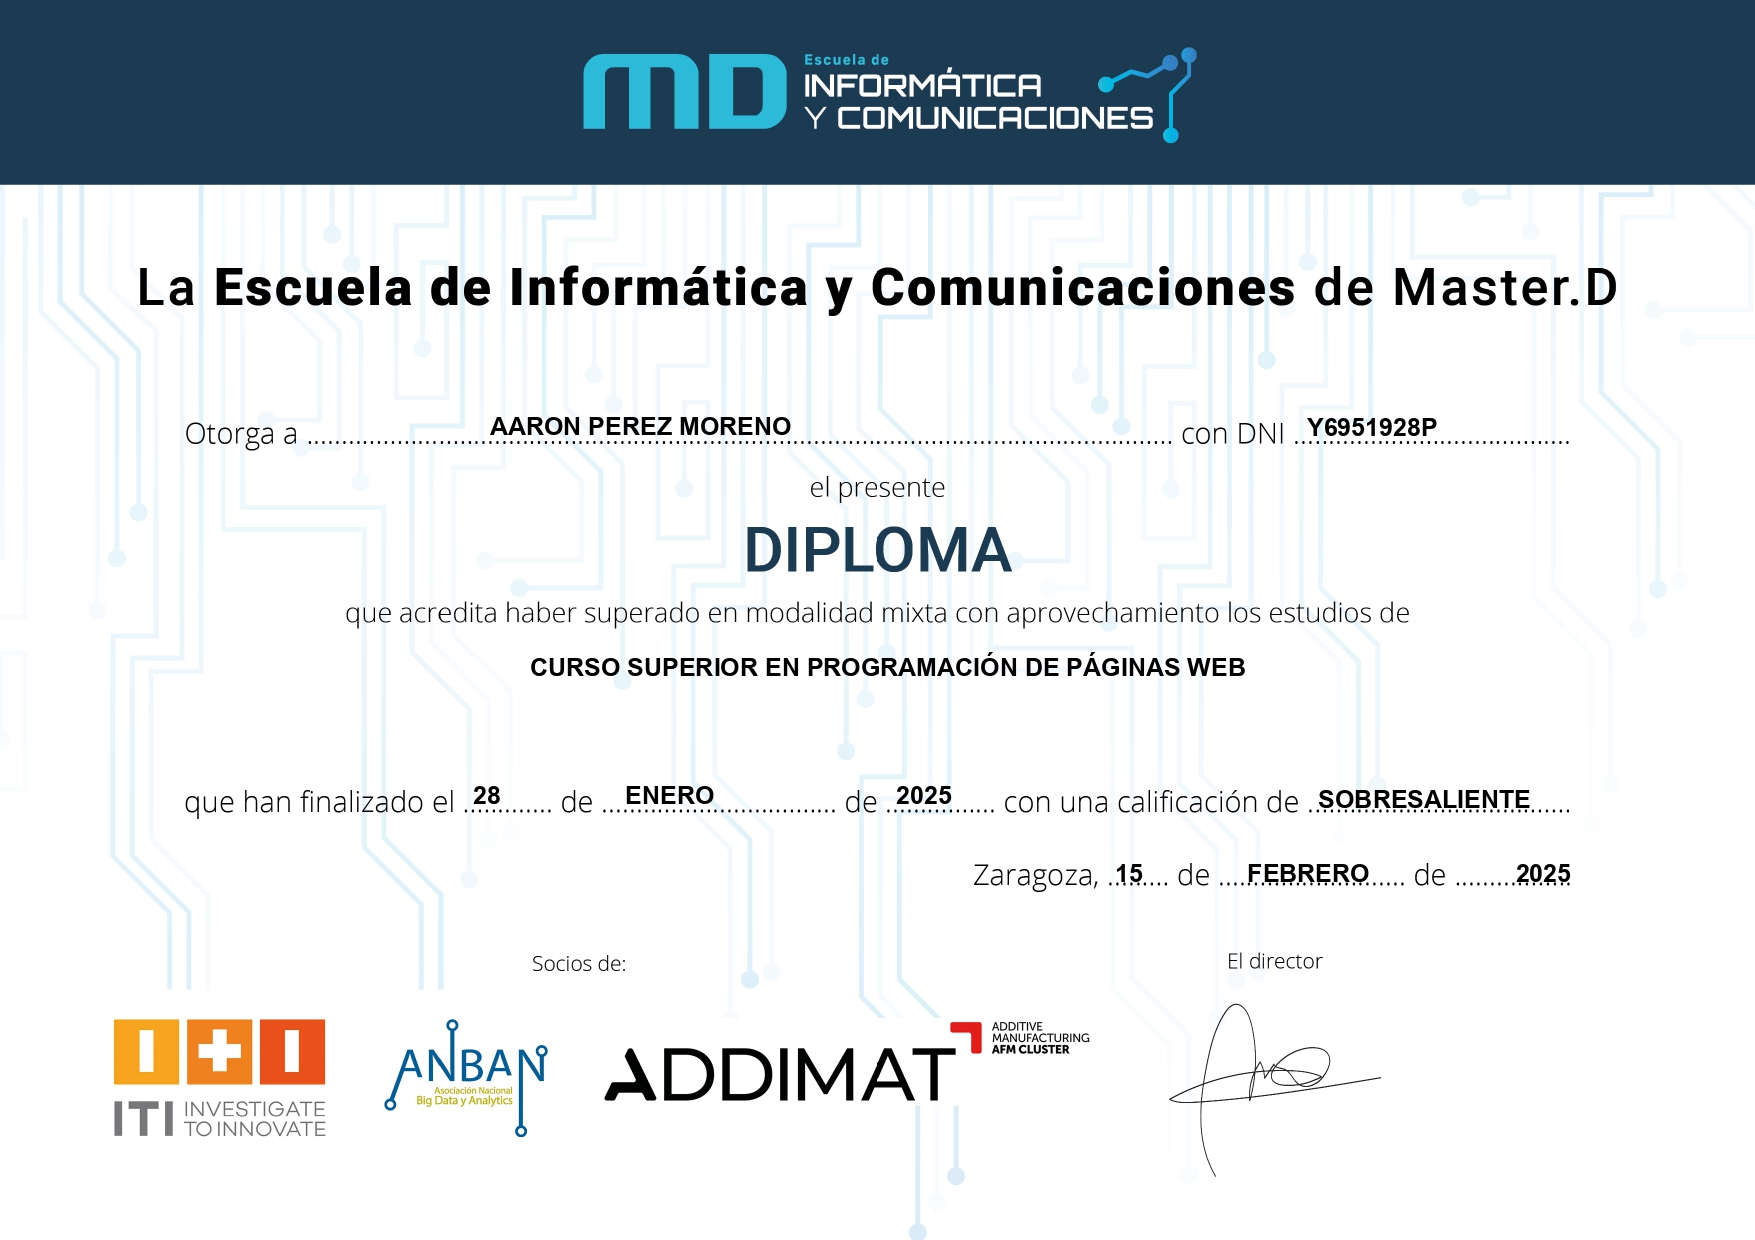 MD Escuela de
INFORMÁTICA
Y COMUNICACIONES
La Escuela de Informática y Comunicaciones de Master.D
Otorga a AARON PEREZ MORENO con DNI Y6951928P
el presente
DIPLOMA
que acredita haber superado en modalidad mixta con aprovechamiento los estudios de
CURSO SUPERIOR EN PROGRAMACIÓN DE PÁGINAS WEB
que han finalizado el 28 de ENERO de 2025 con una calificación de SOBRESALIENTE
Zaragoza, 15 de FEBRERO de 2025
Socios de:
El director
ITI INVESTIGATE
TO INNOVATE
ANBAN
Asociación Nacional
Big Data y Analytics
ADDIMAT
ADDITIVE
MANUFACTURING
AFM CLUSTER